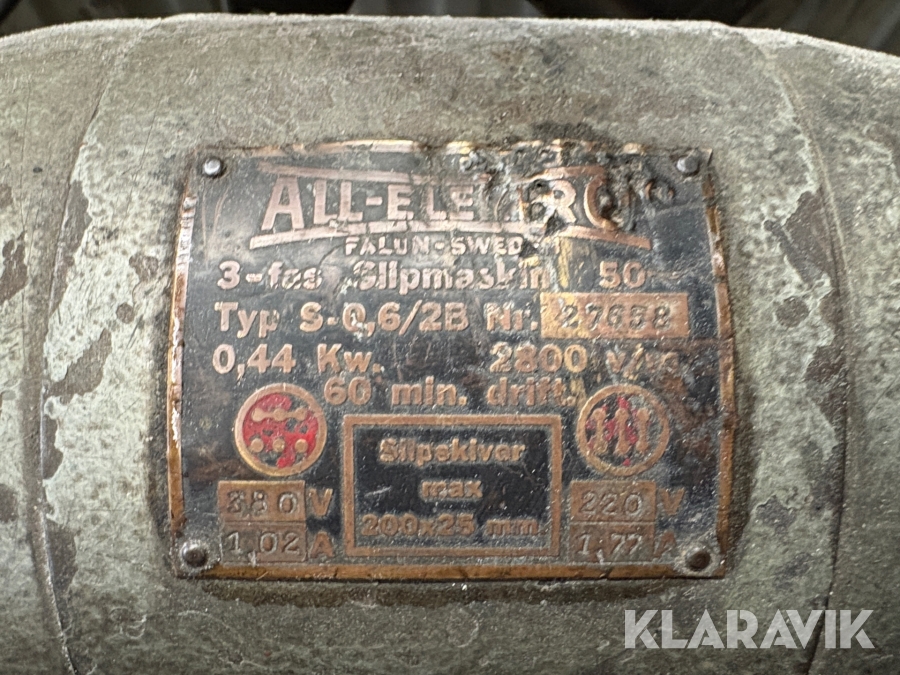 ALL-ELEKTRO
FALUN-SWED
3-fas Slipmaskin 50
Typ S-0,6/2B Nr. 27658
0,44 Kw. 2800 v/m
60 min. drift.
Slipskivor
max
200x25 mm
380 V
1,02 A
220 V
1,77 A
KLARAVIK